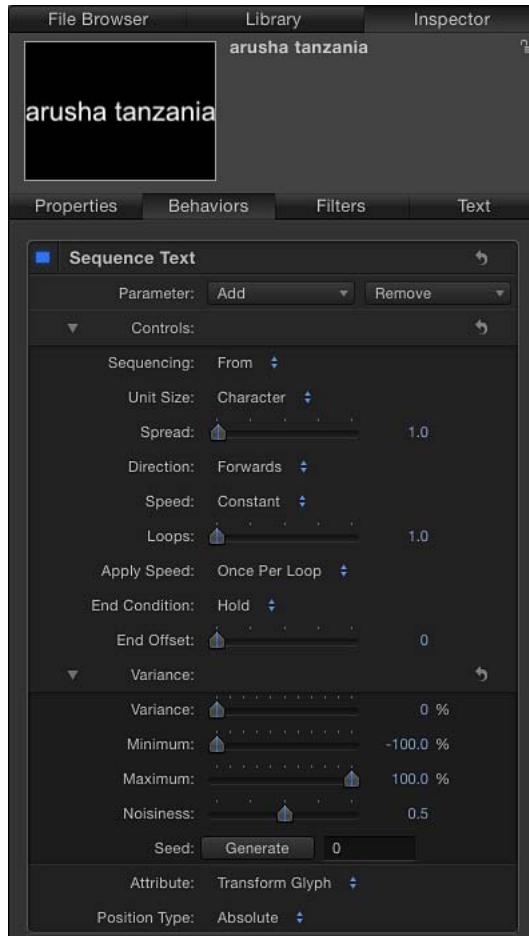 File Browser Library Inspector
arusha tanzania
arusha tanzania
Properties Behaviors Filters Text
Sequence Text
Parameter: Add Remove
Controls:
Sequencing: From
Unit Size: Character
Spread: 1.0
Direction: Forwards
Speed: Constant
Loops: 1.0
Apply Speed: Once Per Loop
End Condition: Hold
End Offset: 0
Variance:
Variance: 0 %
Minimum: -100.0 %
Maximum: 100.0 %
Noisiness: 0.5
Seed: Generate 0
Attribute: Transform Glyph
Position Type: Absolute